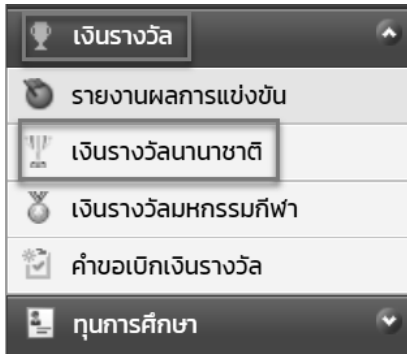 เงินรางวัล
รายงานผลการแข่งขัน
เงินรางวัลนานาชาติ
เงินรางวัลมหกรรมกีฬา
คำขอเบิกเงินรางวัล
ทุนการศึกษา